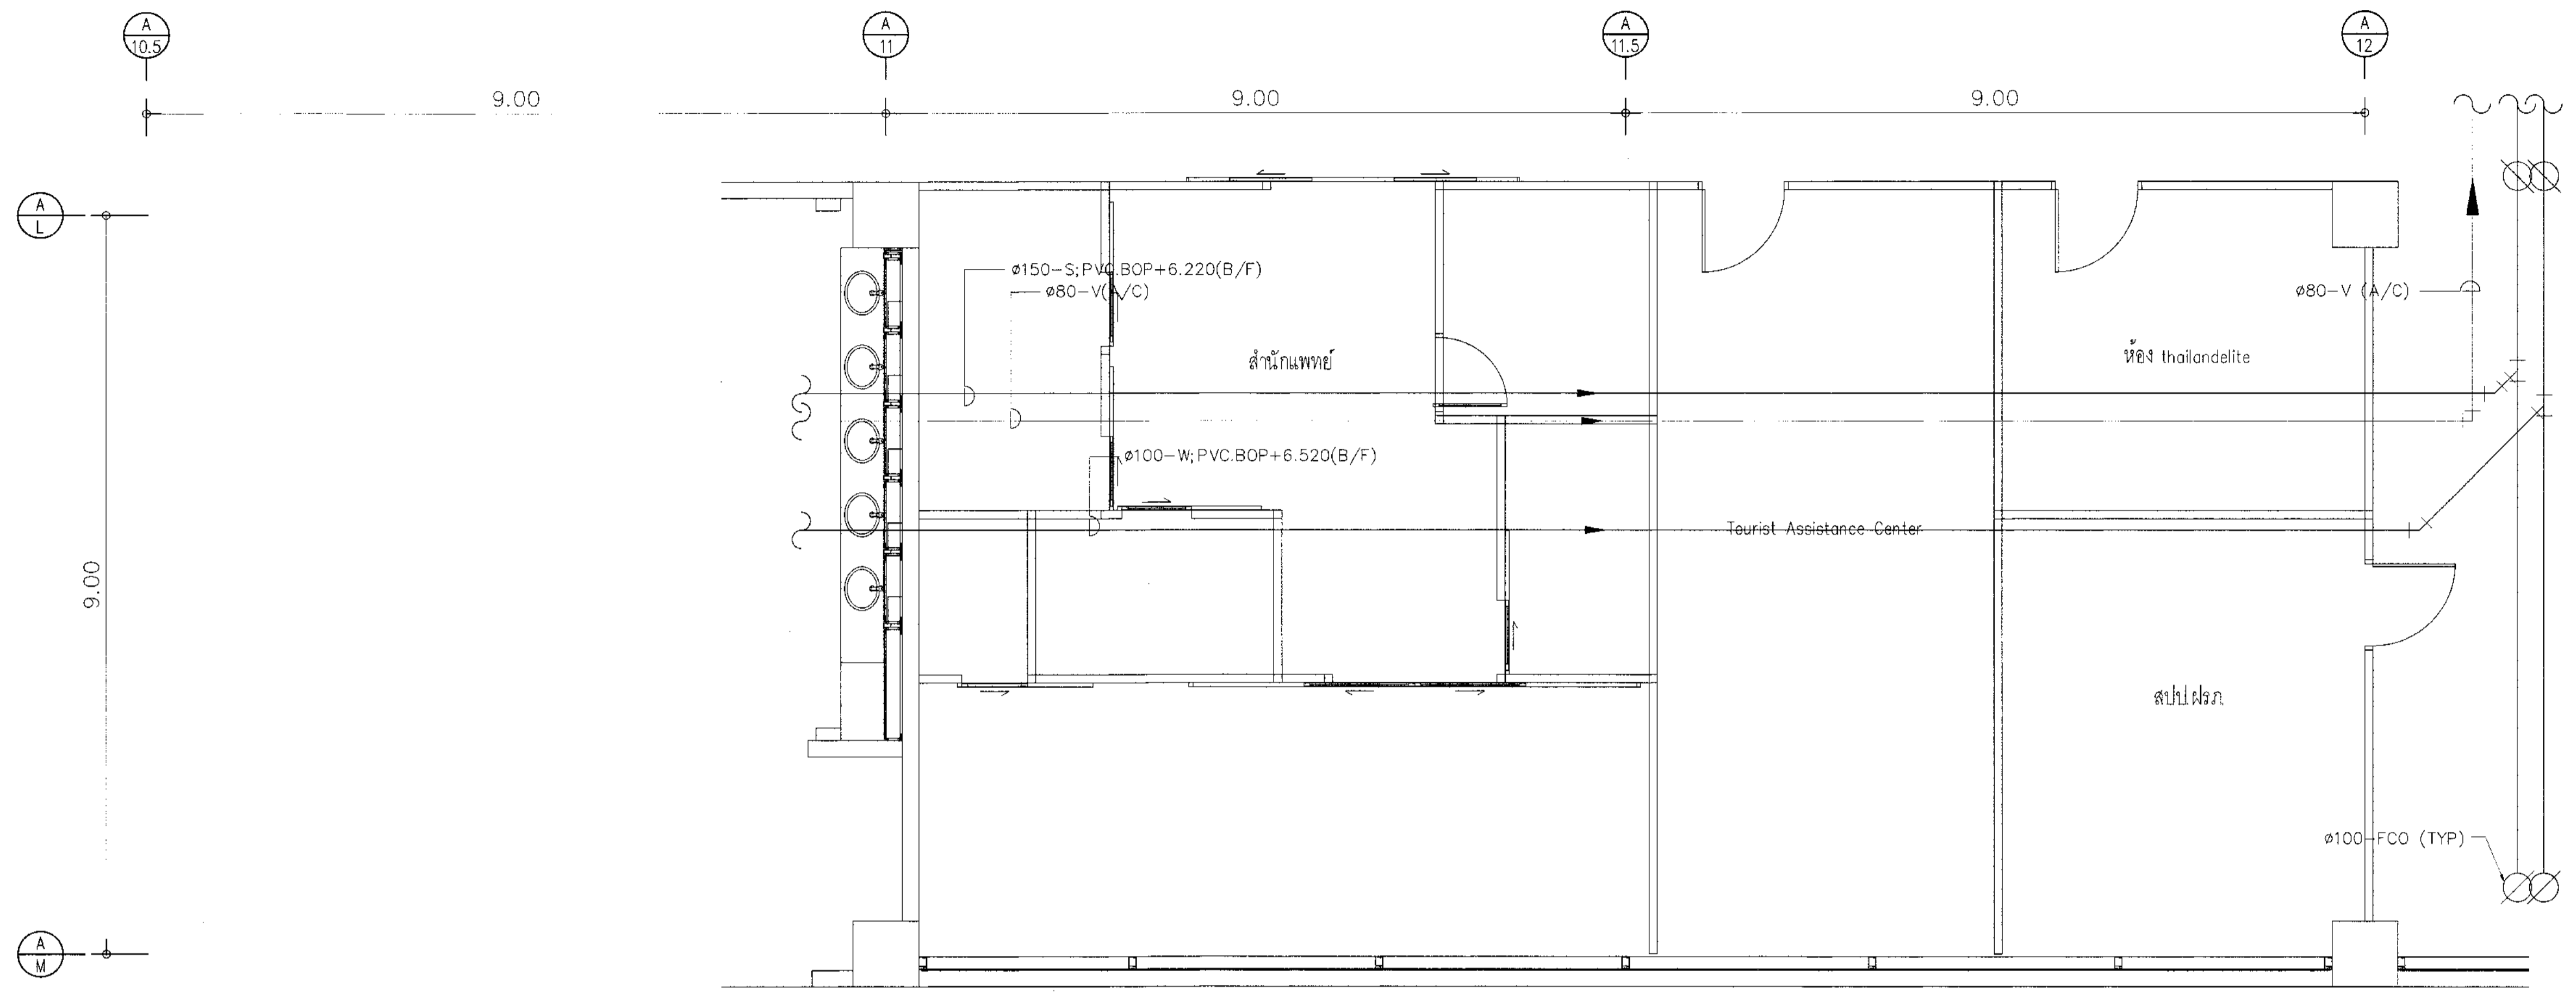 A
10.5
A
11
A
11.5
A
12
9.00
9.00
9.00
A
L
ø150-S;PVC.BOP+6.220(B/F)
ø80-V(A/C)
ø80-V (A/C)
สำนักแพทย์
ห้อง thailandelite
ø100-W;PVC.BOP+6.520(B/F)
Tourist Assistance Center
9.00
สปปฝรภ
ø100-FCO (TYP)
A
M